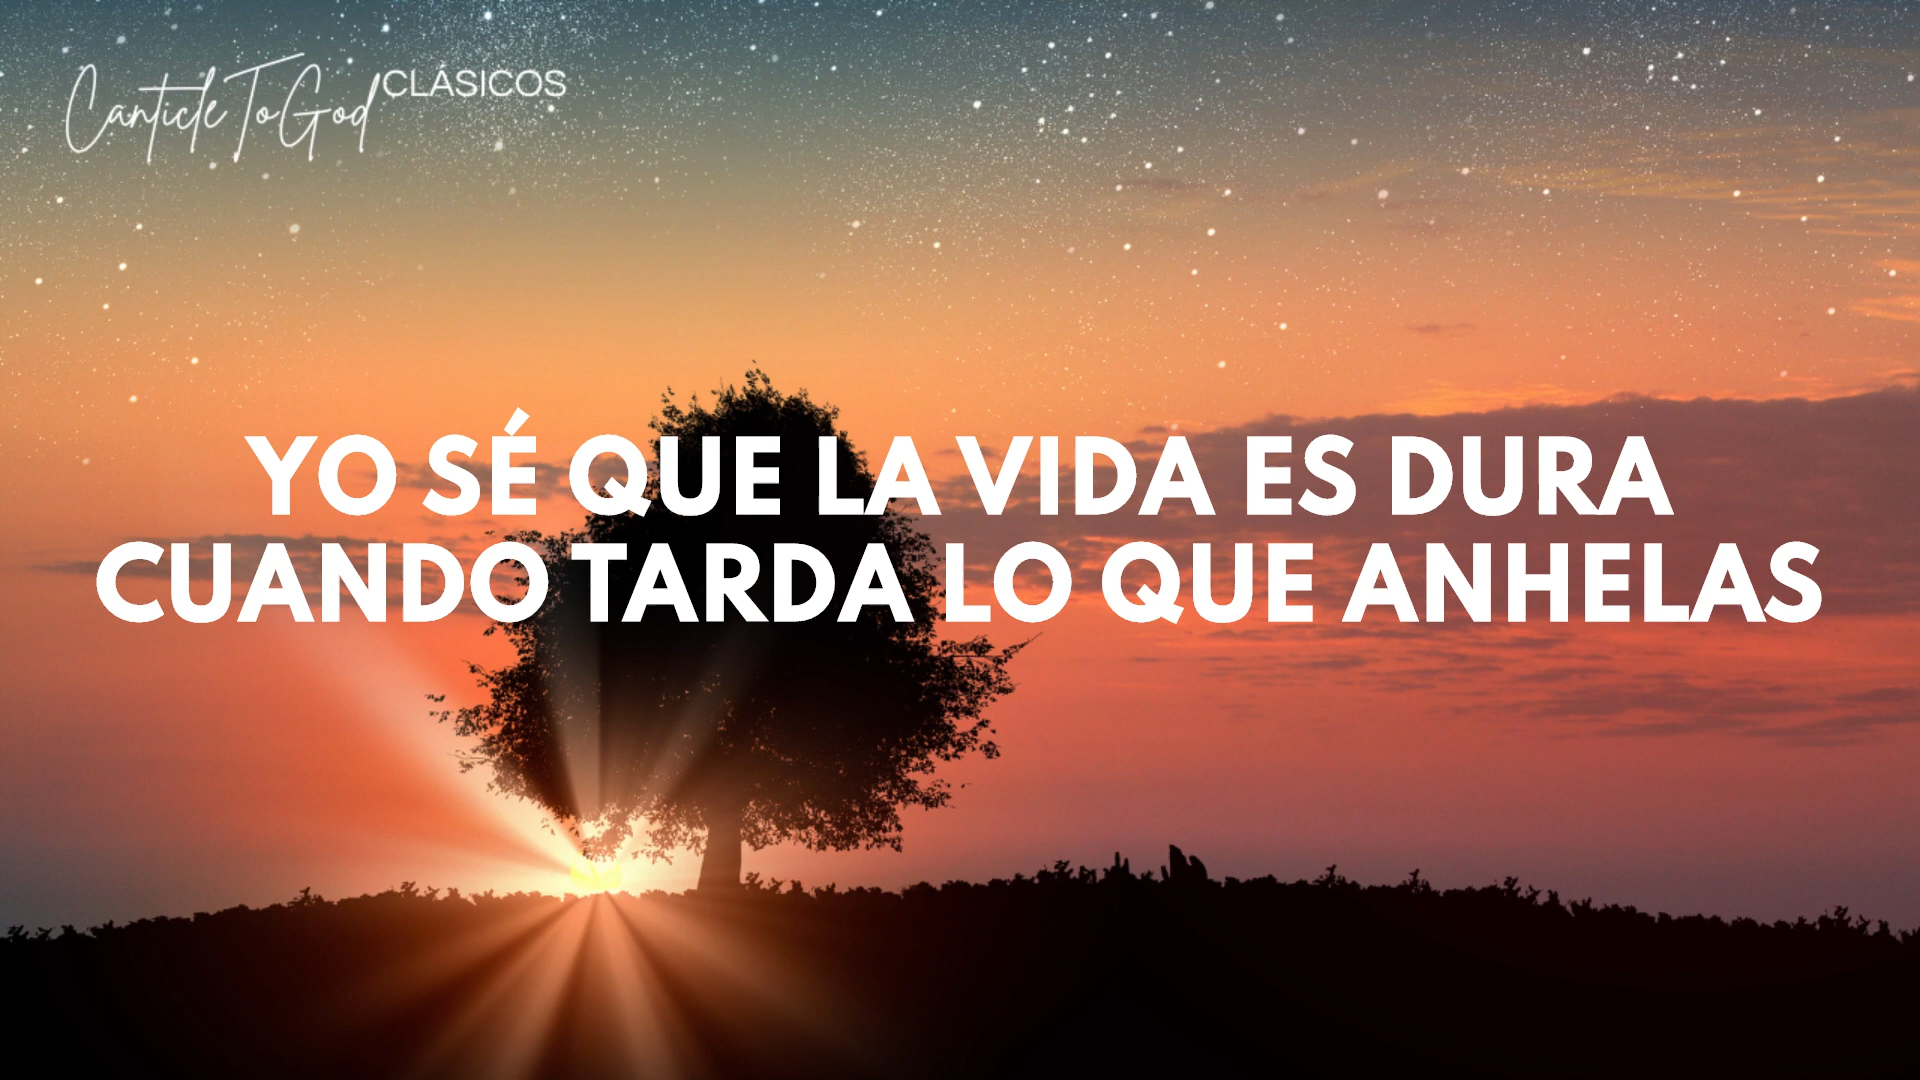 CanticleToGod CLÁSICOS
YO SÉ QUE LA VIDA ES DURA
CUANDO TARDA LO QUE ANHELAS